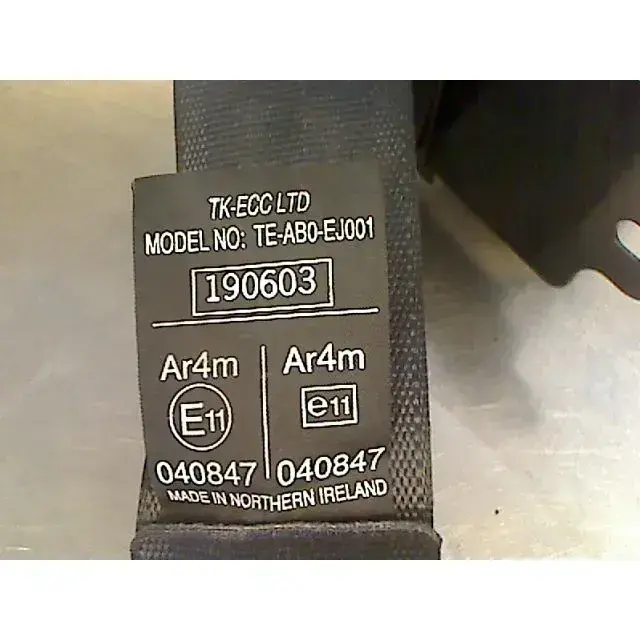 TK-ECC LTD
MODEL NO: TE-AB0-EJ001
190603
Ar4m Ar4m
E11 e11
040847 040847
MADE IN NORTHERN IRELAND